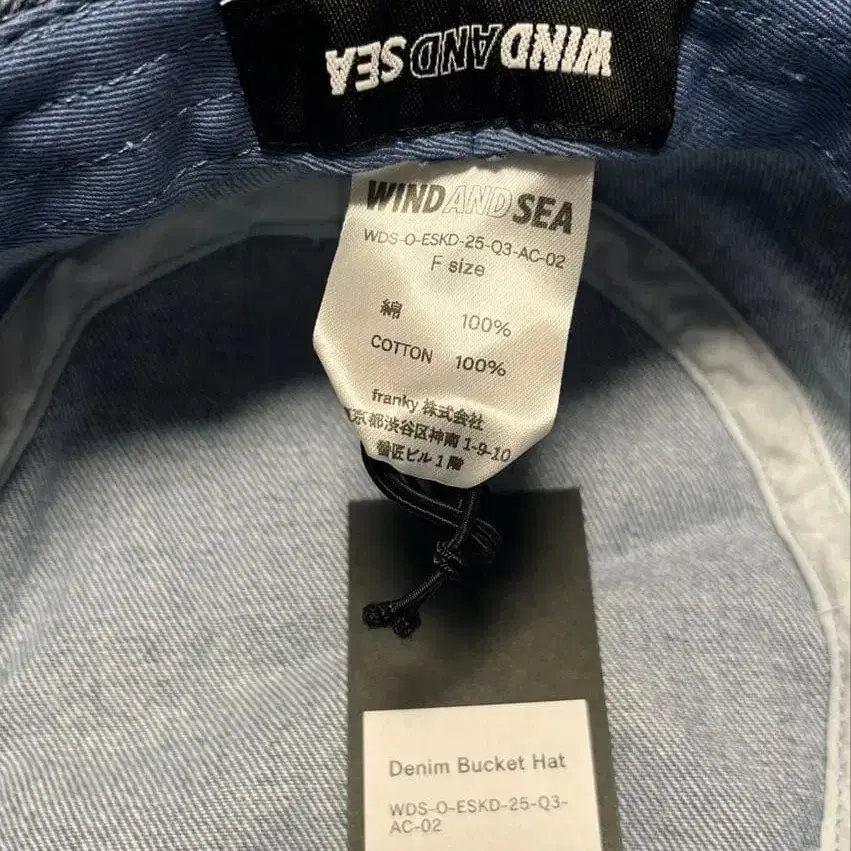 WIND AND SEA
WIND AND SEA
WDS-O-ESKD-25-Q3-AC-02
F size
綿 100%
COTTON 100%
franky 株式会社
東京都渋谷区神南 1-9-10
ビル 1 階
Denim Bucket Hat
WDS-O-ESKD-25-Q3-
AC-02